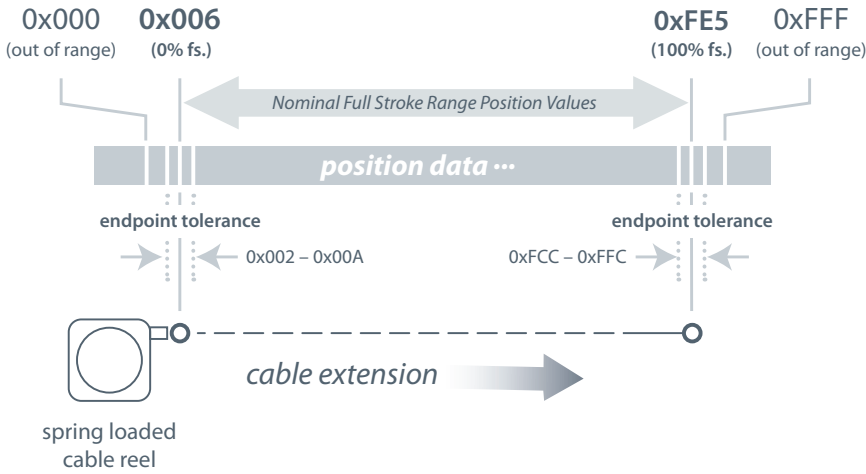 0x000 0x006 0xFE5 0xFFF
(out of range) (0% fs.) (100% fs.) (out of range)
Nominal Full Stroke Range Position Values
position data ···
endpoint tolerance endpoint tolerance
0x002 – 0x00A 0xFCC – 0xFFC
cable extension
spring loaded
cable reel